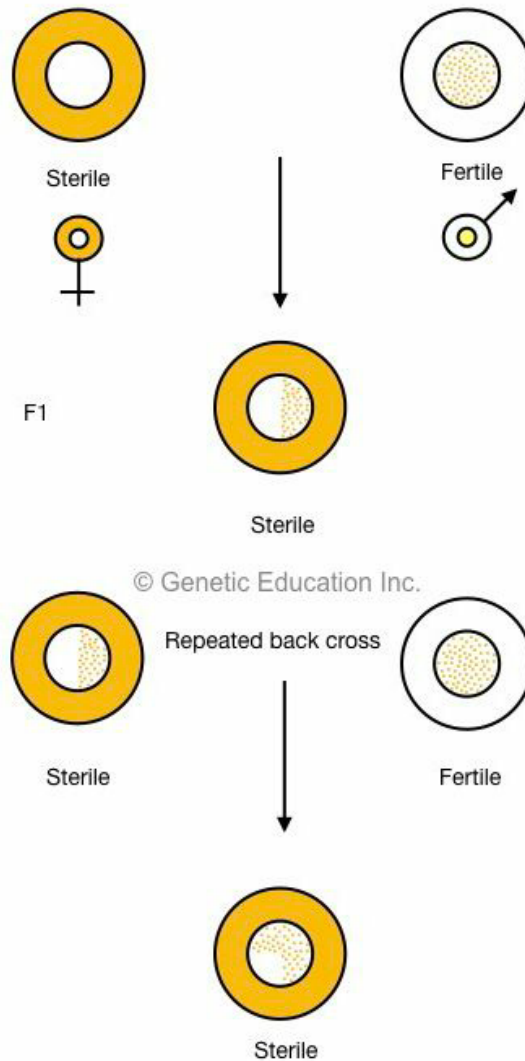 Sterile
Fertile
F1
Sterile
© Genetic Education Inc.
Repeated back cross
Sterile
Fertile
Sterile